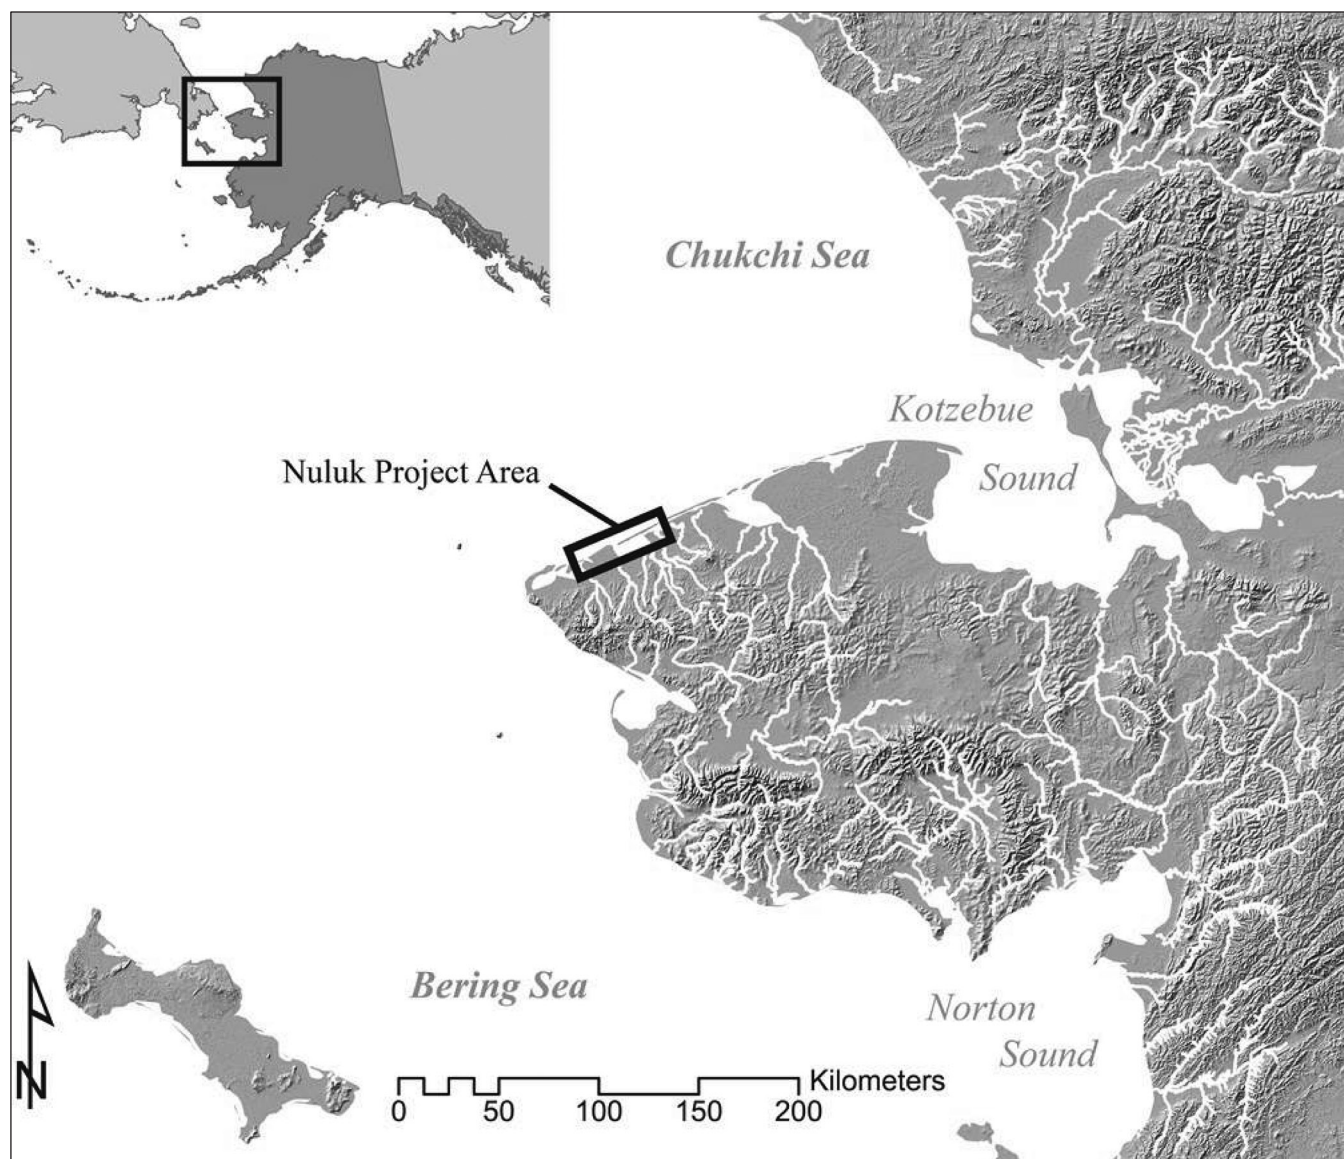 Chukchi Sea
Kotzebue
Sound
Nuluk Project Area
Bering Sea
Norton
Sound
N
Kilometers
0 50 100 150 200